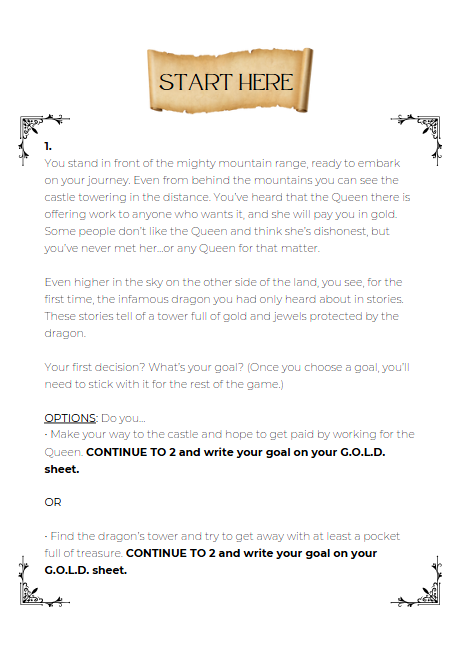 START HERE
1.
You stand in front of the mighty mountain range, ready to embark
on your journey. Even from behind the mountains you can see the
castle towering in the distance. You've heard that the Queen there is
offering work to anyone who wants it, and she will pay you in gold.
Some people don't like the Queen and think she's dishonest, but
you've never met her...or any Queen for that matter.
Even higher in the sky on the other side of the land, you see, for the
first time, the infamous dragon you had only heard about in stories.
These stories tell of a tower full of gold and jewels protected by the
dragon.
Your first decision? What's your goal? (Once you choose a goal, you'll
need to stick with it for the rest of the game.)
OPTIONS: Do you...
• Make your way to the castle and hope to get paid by working for the
Queen. CONTINUE TO 2 and write your goal on your G.O.L.D.
sheet.
OR
• Find the dragon's tower and try to get away with at least a pocket
full of treasure. CONTINUE TO 2 and write your goal on your
G.O.L.D. sheet.